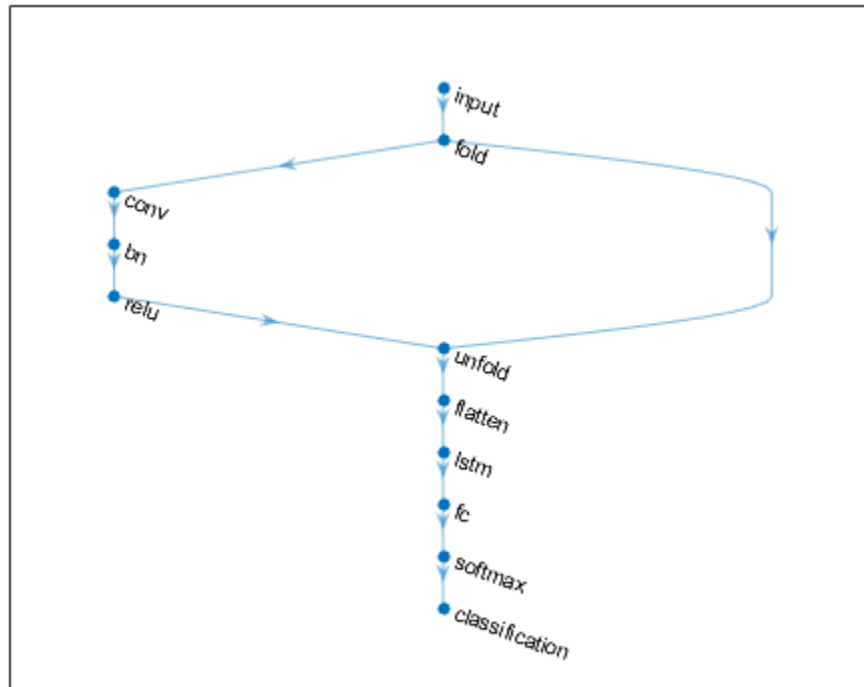 input
fold
conv
bn
relu
unfold
flatten
lstm
fc
softmax
classification